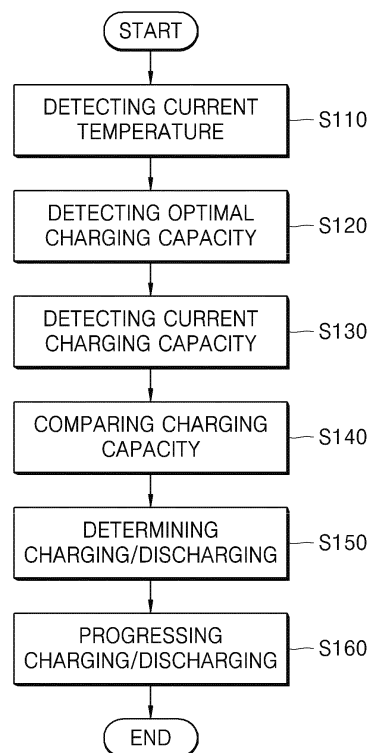 START
DETECTING CURRENT
TEMPERATURE
S110
DETECTING OPTIMAL
CHARGING CAPACITY
S120
DETECTING CURRENT
CHARGING CAPACITY
S130
COMPARING CHARGING
CAPACITY
S140
DETERMINING
CHARGING/DISCHARGING
S150
PROGRESSING
CHARGING/DISCHARGING
S160
END